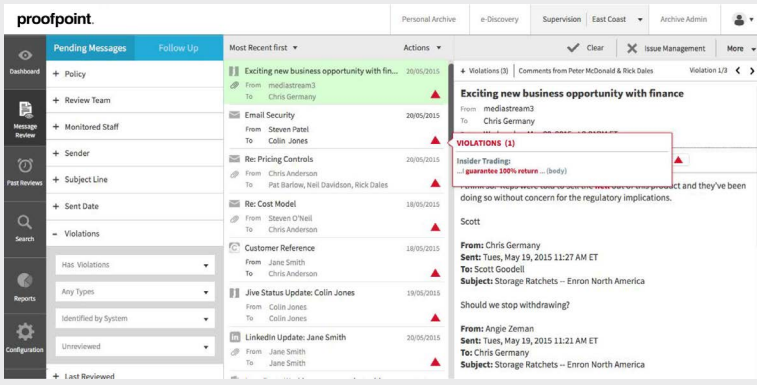 proofpoint.
Personal Archive
e-Discovery
Supervision
East Coast
Archive Admin
Dashboard
Message Review
Past Reviews
Search
Reports
Configuration
Pending Messages
Follow Up
+ Policy
+ Review Team
+ Monitored Staff
+ Sender
+ Subject Line
+ Sent Date
- Violations
Has Violations
Any Types
Identified by System
Unreviewed
+ Last Reviewed
Most Recent first
Actions
Exciting new business opportunity with fin... 20/05/2015
From mediastream3
To Chris Germany
Email Security 20/05/2015
From Steven Patel
To Colin Jones
Re: Pricing Controls 20/05/2015
From Chris Anderson
To Pat Barlow, Neil Davidson, Rick Dales
Re: Cost Model 18/05/2015
From Steven O'Neil
To Chris Anderson
Customer Reference 18/05/2015
From Jane Smith
To Chris Anderson
Jive Status Update: Colin Jones 19/05/2015
From Colin Jones
To Colin Jones
LinkedIn Update: Jane Smith 20/05/2015
From Jane Smith
To Jane Smith
Clear
Issue Management
More
+ Violations (3)
Comments from Peter McDonald & Rick Dales
Violation 1/3
Exciting new business opportunity with finance
From mediastream3
To Chris Germany
VIOLATIONS (1)
Insider Trading:
...I guarantee 100% return ... (body)
this product and they've been
doing so without concern for the regulatory implications.
Scott
From: Chris Germany
Sent: Tues, May 19, 2015 11:27 AM ET
To: Scott Goodell
Subject: Storage Ratchets -- Enron North America
Should we stop withdrawing?
From: Angie Zeman
Sent: Tues, May 19, 2015 11:21 AM ET
To: Chris Germany
Subject: Storage Ratchets -- Enron North America